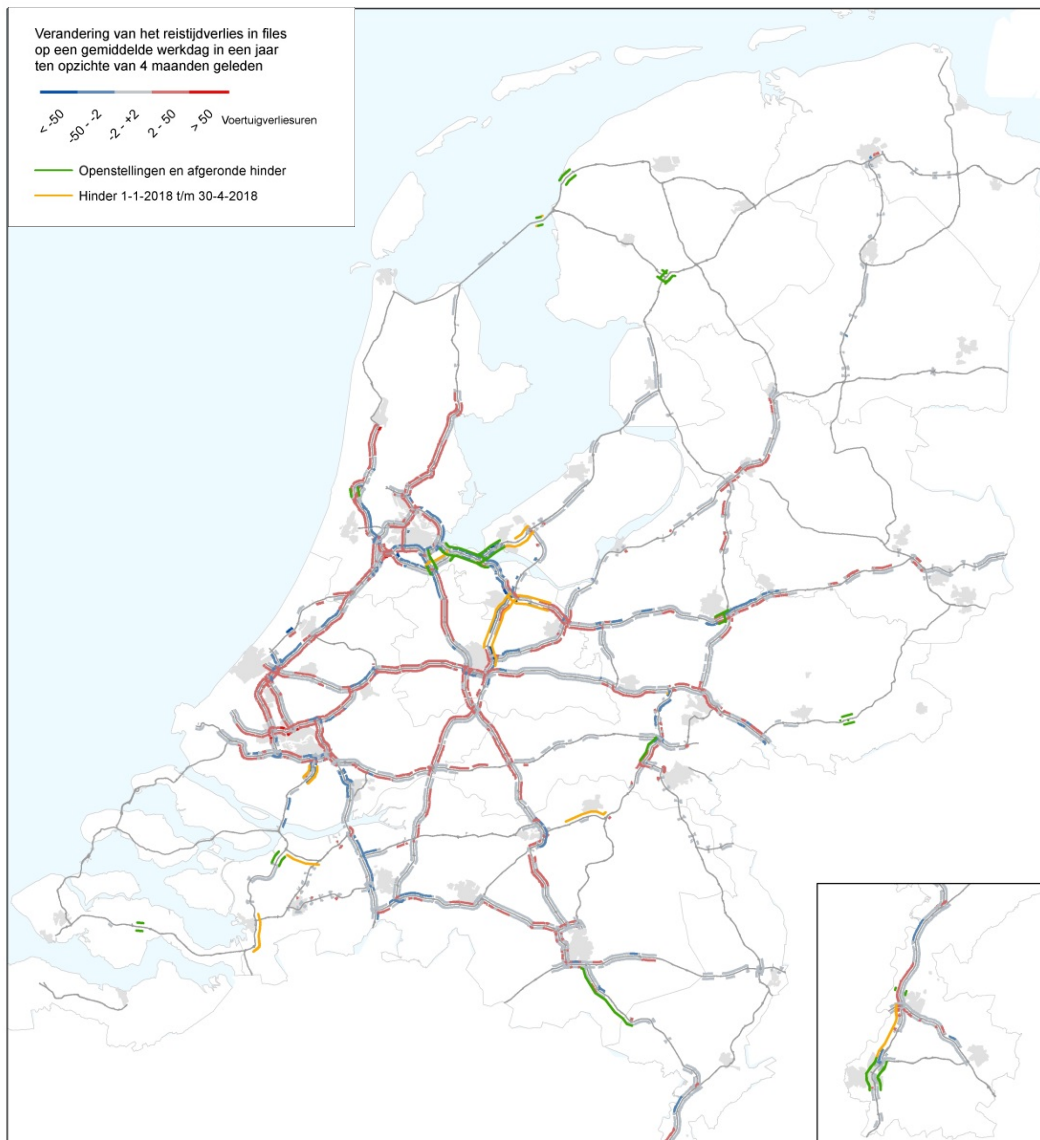 Verandering van het reistijdverlies in files
op een gemiddelde werkdag in een jaar
ten opzichte van 4 maanden geleden
< -50
-50 - -2
-2 - +2
2 - 50
> 50
Voertuigverliesuren
Openstellingen en afgeronde hinder
Hinder 1-1-2018 t/m 30-4-2018